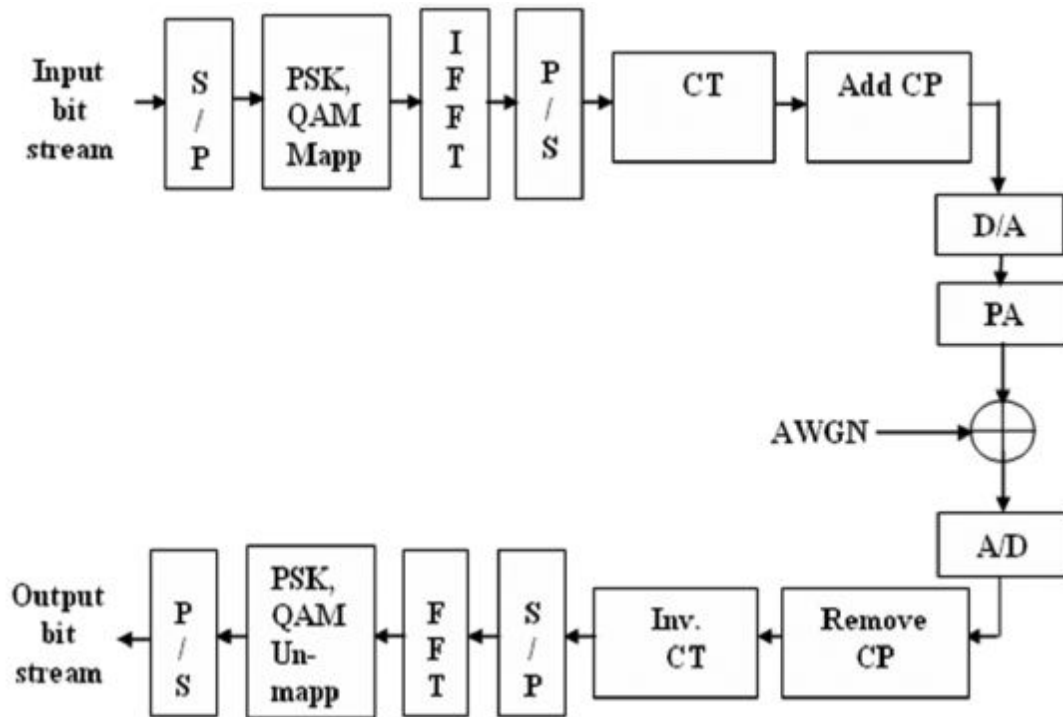 Input
bit
stream
S
/
P
PSK,
QAM
Mapp
I
F
F
T
P
/
S
CT
Add CP
D/A
PA
AWGN
A/D
Remove
CP
Inv.
CT
S
/
P
F
F
T
PSK,
QAM
Un-
mapp
P
/
S
Output
bit
stream